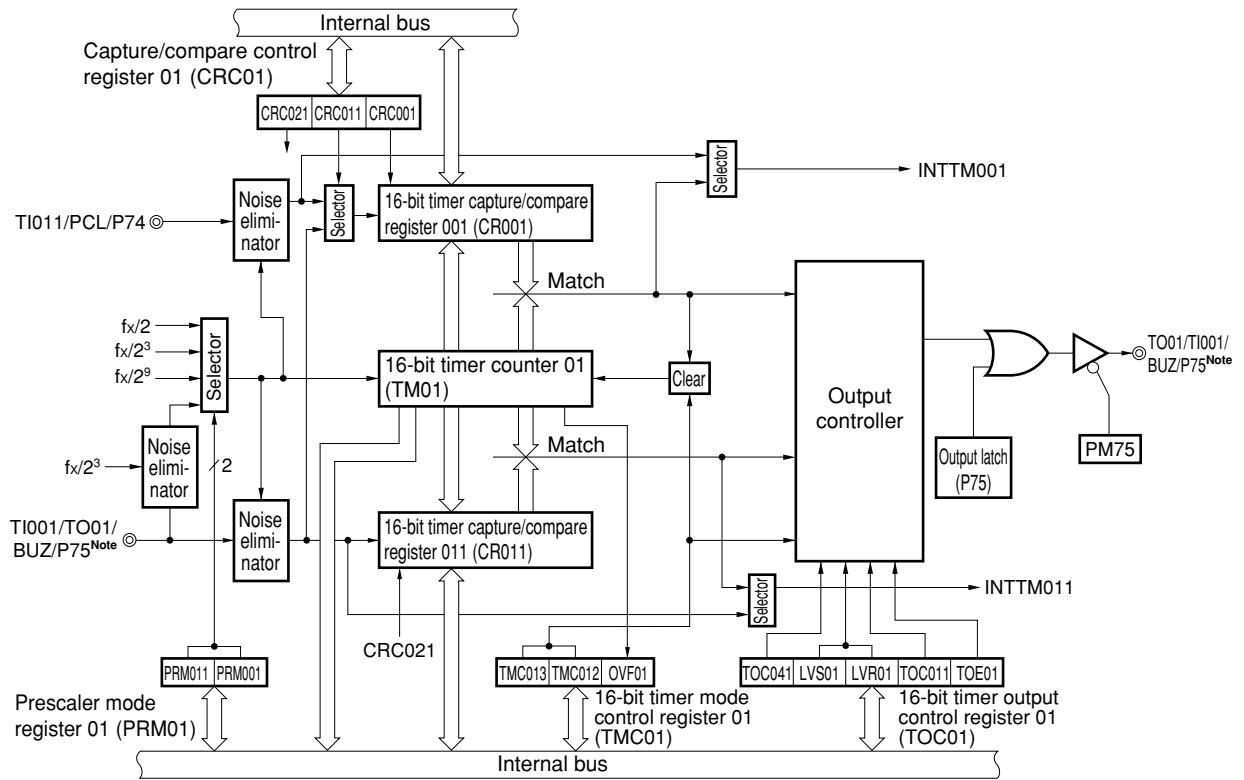 Internal bus
Capture/compare control
register 01 (CRC01)
CRC021 CRC011 CRC001
Selector
INTTM001
TI011/PCL/P74
Noise
elimi-
nator
Selector
16-bit timer capture/compare
register 001 (CR001)
Match
fx/2
fx/2³
fx/2⁹
Selector
16-bit timer counter 01
(TM01)
Clear
Output
controller
TO01/TI001/
BUZ/P75Note
fx/2³
Noise
elimi-
nator
2
Match
Output latch
(P75)
PM75
TI001/TO01/
BUZ/P75Note
Noise
elimi-
nator
16-bit timer capture/compare
register 011 (CR011)
Selector
INTTM011
CRC021
PRM011 PRM001
TMC013 TMC012 OVF01
TOC041 LVS01 LVR01 TOC011 TOE01
Prescaler mode
register 01 (PRM01)
16-bit timer mode
control register 01
(TMC01)
16-bit timer output
control register 01
(TOC01)
Internal bus